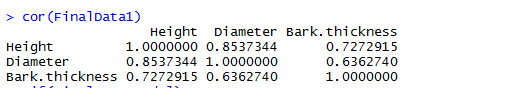 > cor(FinalData1)
Height Diameter Bark.thickness
Height 1.0000000 0.8537344 0.7272915
Diameter 0.8537344 1.0000000 0.6362740
Bark.thickness 0.7272915 0.6362740 1.0000000